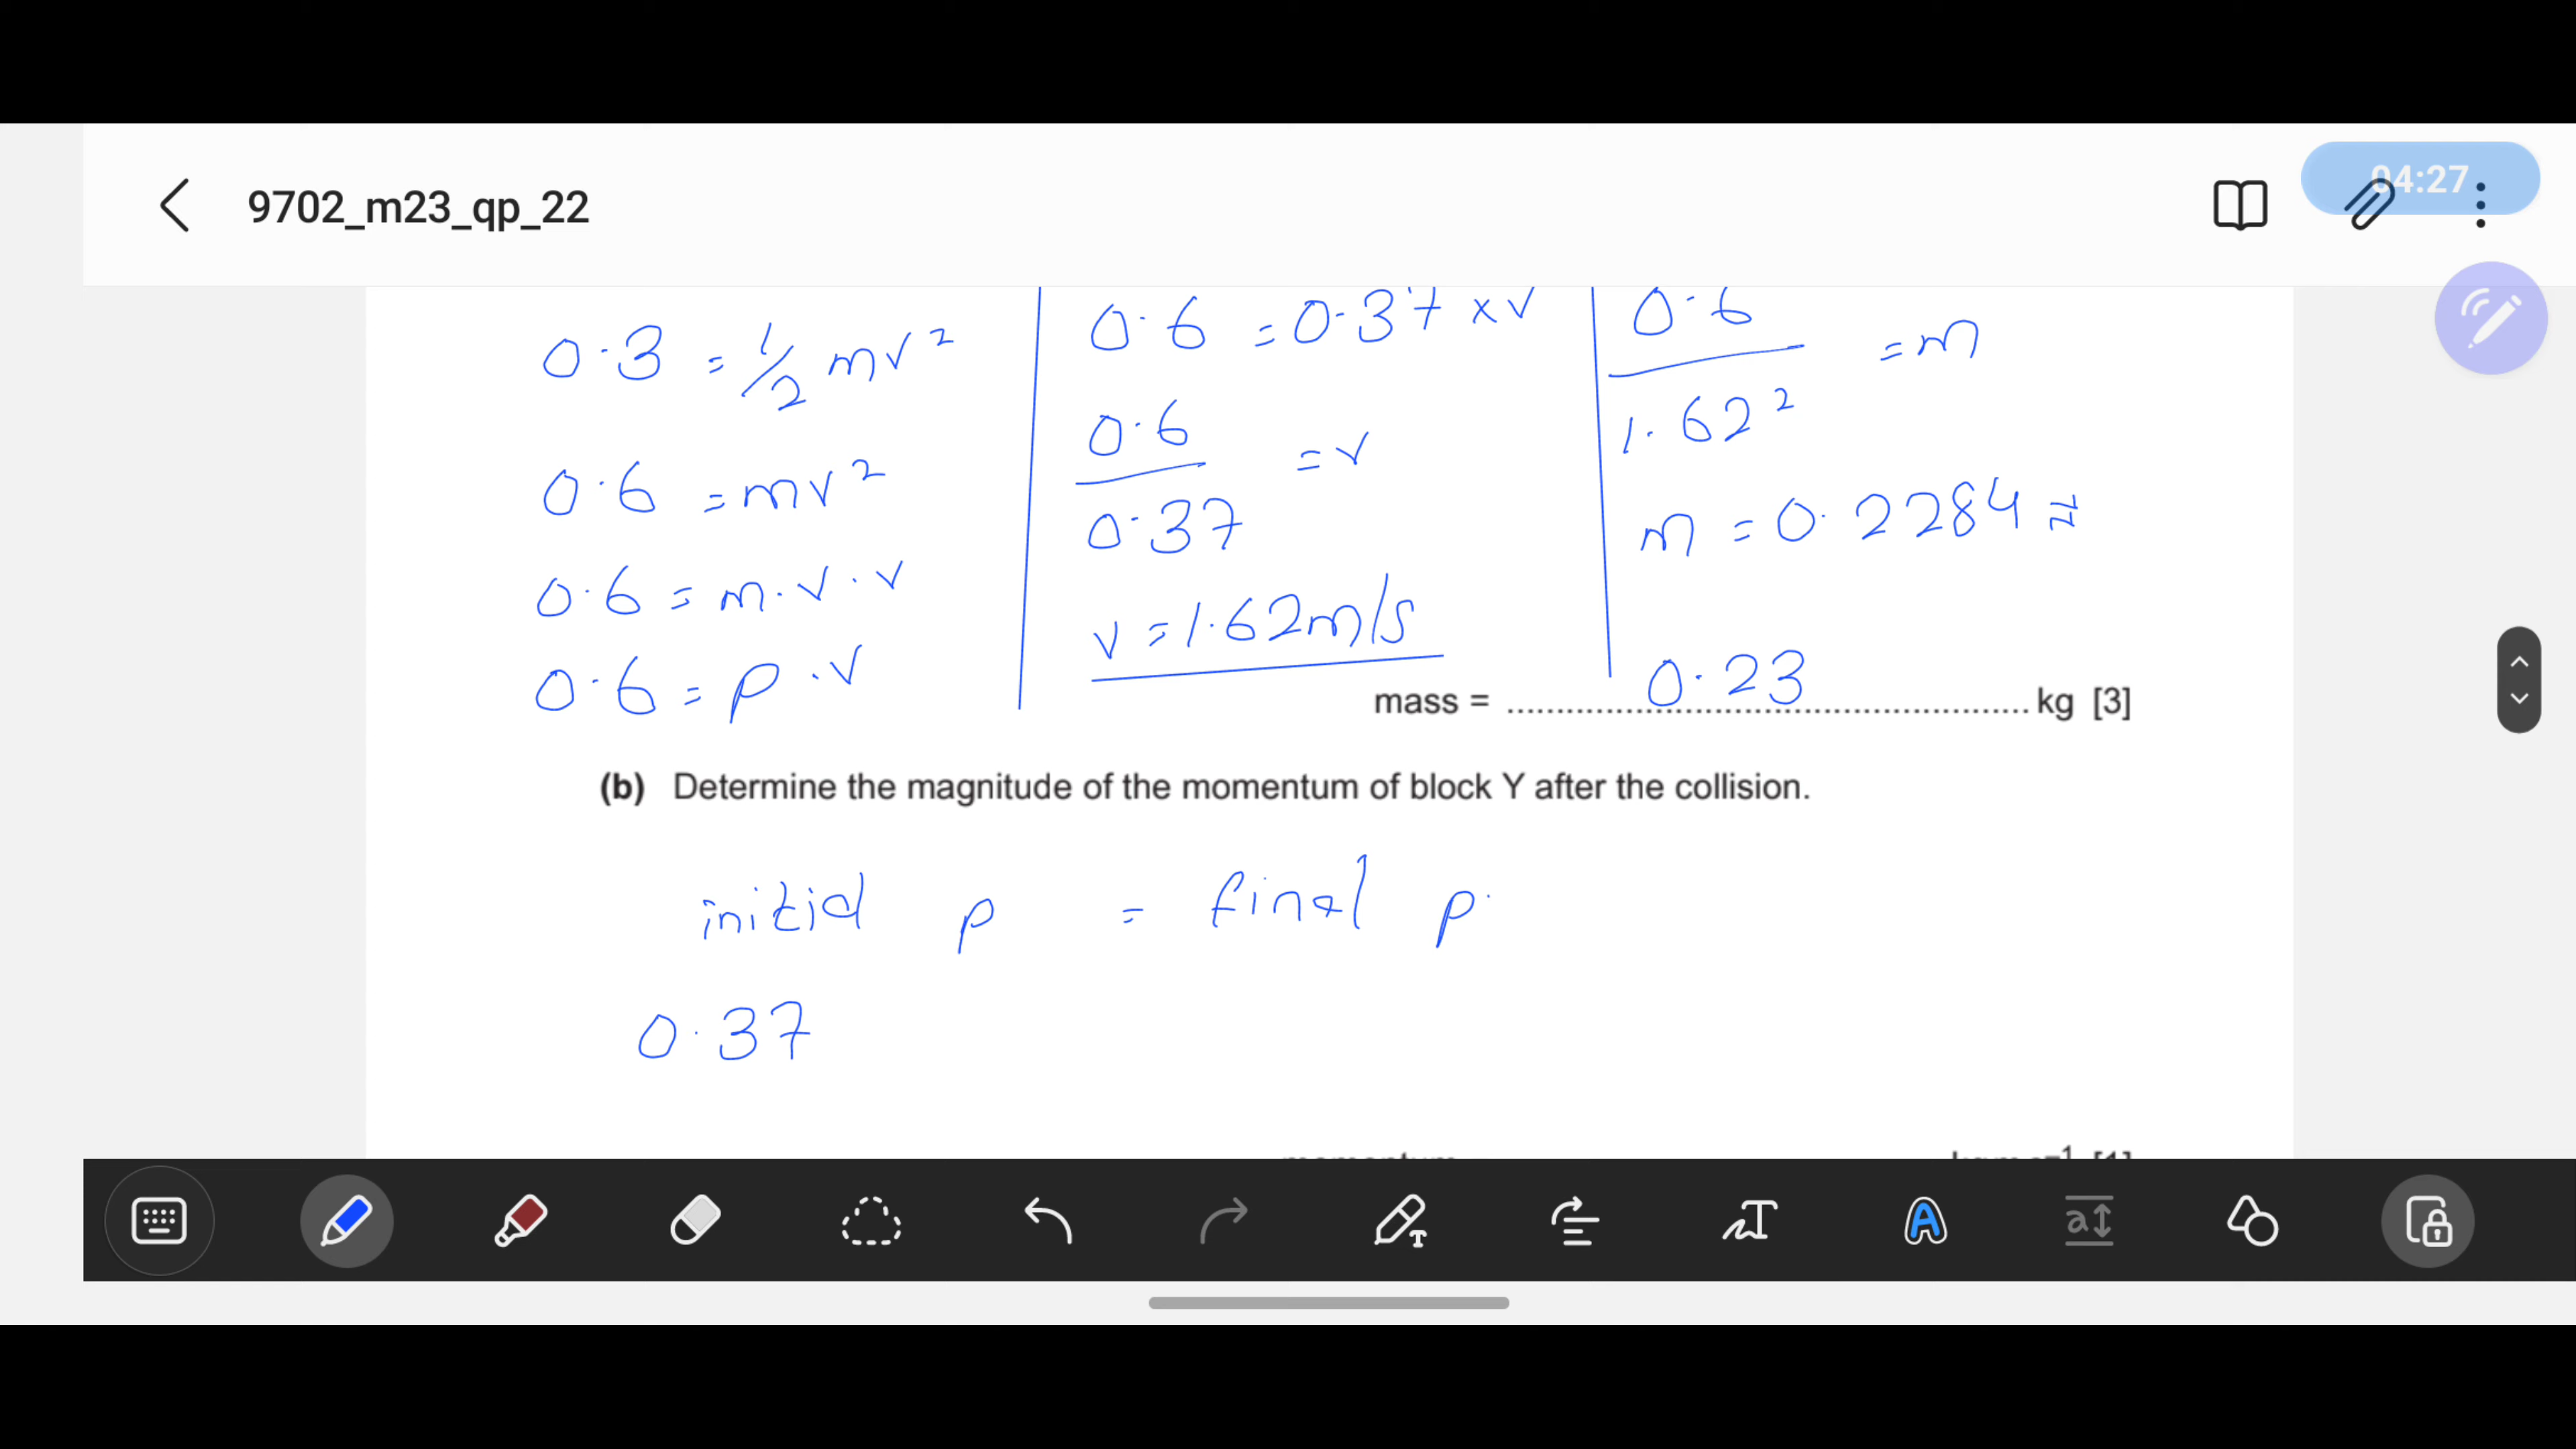 9702_m23_qp_22
04:27
0.3 = 1/2 mv²
0.6 = mv²
0.6 = m.v.v
0.6 = p.v
0.6 = 0.37 x v
0.6
= v
0.37
v = 1.62m/s
0.6
= m
1.62²
m = 0.2284 ≈
0.23
mass = ........ kg [3]
(b) Determine the magnitude of the momentum of block Y after the collision.
initial p = final p.
0.37